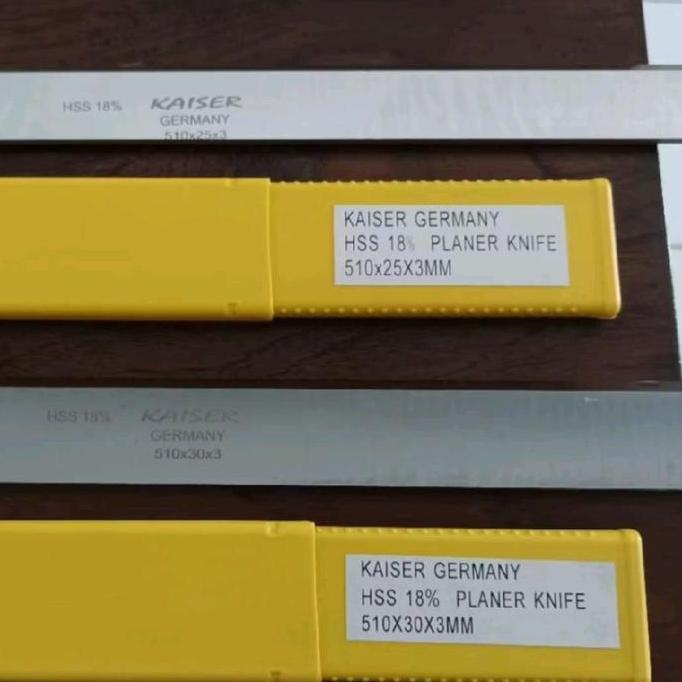 HSS 18% KAISER
GERMANY
510x25x3
KAISER GERMANY
HSS 18% PLANER KNIFE
510x25X3MM
HSS 18% KAISER
GERMANY
510x30x3
KAISER GERMANY
HSS 18% PLANER KNIFE
510X30X3MM